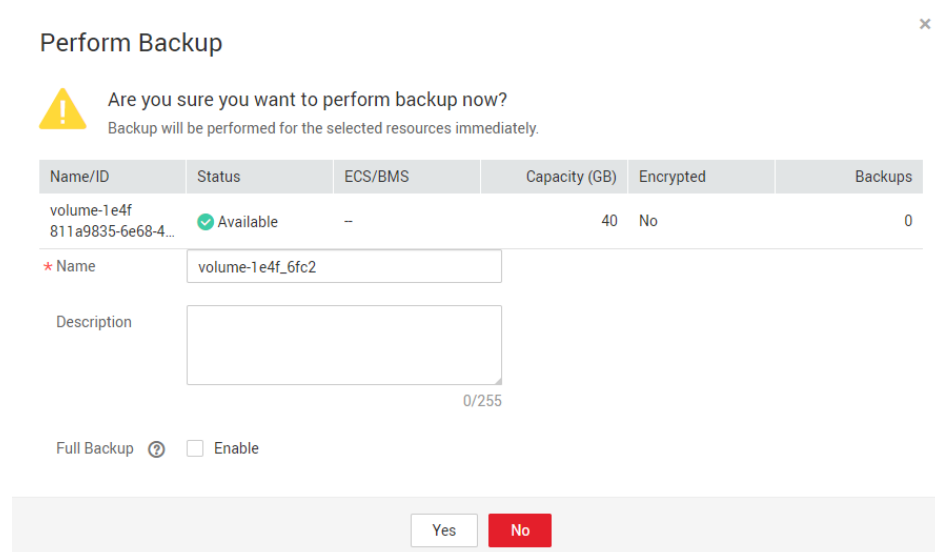 ×
Perform Backup
Are you sure you want to perform backup now?
Backup will be performed for the selected resources immediately.
Name/ID Status ECS/BMS Capacity (GB) Encrypted Backups
volume-1e4f
811a9835-6e68-4...
Available -- 40 No 0
* Name volume-1e4f_6fc2
Description
0/255
Full Backup ? Enable
Yes No